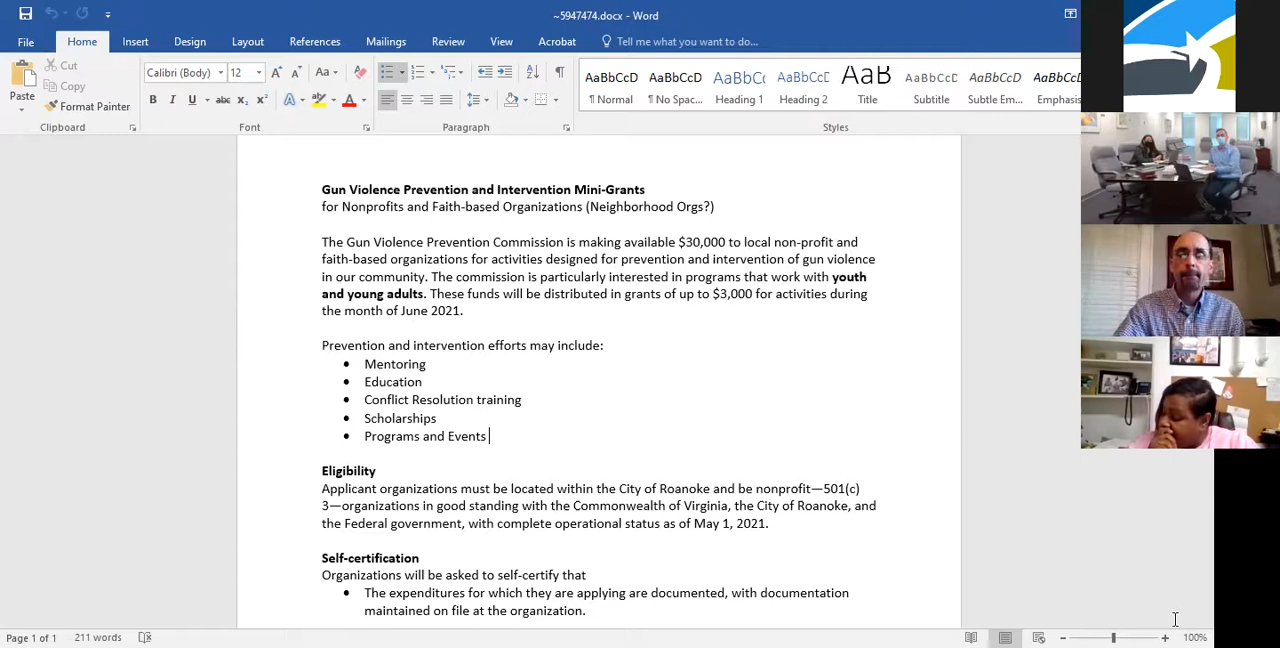 ~5947474.docx - Word
File Home Insert Design Layout References Mailings Review View Acrobat Tell me what you want to do...
Paste
Cut
Copy
Format Painter
Clipboard
Calibri (Body) 12
Font
Paragraph
AaBbCcD AaBbCcD AaBbC AaBbCcD AaB AaBbCcD AaBbCcD AaBbCcD
¶ Normal ¶ No Spac... Heading 1 Heading 2 Title Subtitle Subtle Em... Emphasis
Styles
Gun Violence Prevention and Intervention Mini-Grants
for Nonprofits and Faith-based Organizations (Neighborhood Orgs?)
The Gun Violence Prevention Commission is making available $30,000 to local non-profit and
faith-based organizations for activities designed for prevention and intervention of gun violence
in our community. The commission is particularly interested in programs that work with youth
and young adults. These funds will be distributed in grants of up to $3,000 for activities during
the month of June 2021.
Prevention and intervention efforts may include:
• Mentoring
• Education
• Conflict Resolution training
• Scholarships
• Programs and Events
Eligibility
Applicant organizations must be located within the City of Roanoke and be nonprofit—501(c)
3—organizations in good standing with the Commonwealth of Virginia, the City of Roanoke, and
the Federal government, with complete operational status as of May 1, 2021.
Self-certification
Organizations will be asked to self-certify that
• The expenditures for which they are applying are documented, with documentation
maintained on file at the organization.
Page 1 of 1 211 words 100%